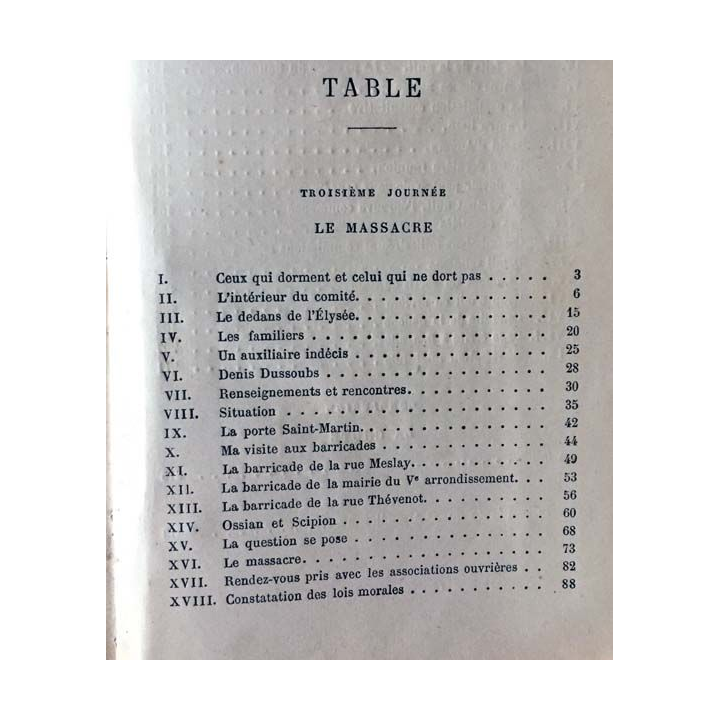 TABLE
TROISIÈME JOURNÉE
LE MASSACRE
I. Ceux qui dorment et celui qui ne dort pas . . . . . 3
II. L'intérieur du comité. . . . . . . . . . . . . 6
III. Le dedans de l'Élysée. . . . . . . . . . . . . 15
IV. Les familiers . . . . . . . . . . . . . . . . 20
V. Un auxiliaire indécis . . . . . . . . . . . . . 25
VI. Denis Dussoubs . . . . . . . . . . . . . . . 28
VII. Renseignements et rencontres. . . . . . . . . . 30
VIII. Situation . . . . . . . . . . . . . . . . . 35
IX. La porte Saint-Martin. . . . . . . . . . . . . 42
X. Ma visite aux barricades . . . . . . . . . . . 44
XI. La barricade de la rue Meslay. . . . . . . . . 49
XII. La barricade de la mairie du Ve arrondissement. . . 53
XIII. La barricade de la rue Thévenot. . . . . . . . . 56
XIV. Ossian et Scipion . . . . . . . . . . . . . . 60
XV. La question se pose . . . . . . . . . . . . . 68
XVI. Le massacre. . . . . . . . . . . . . . . . . 73
XVII. Rendez-vous pris avec les associations ouvrières . . 82
XVIII. Constatation des lois morales . . . . . . . . . . 88